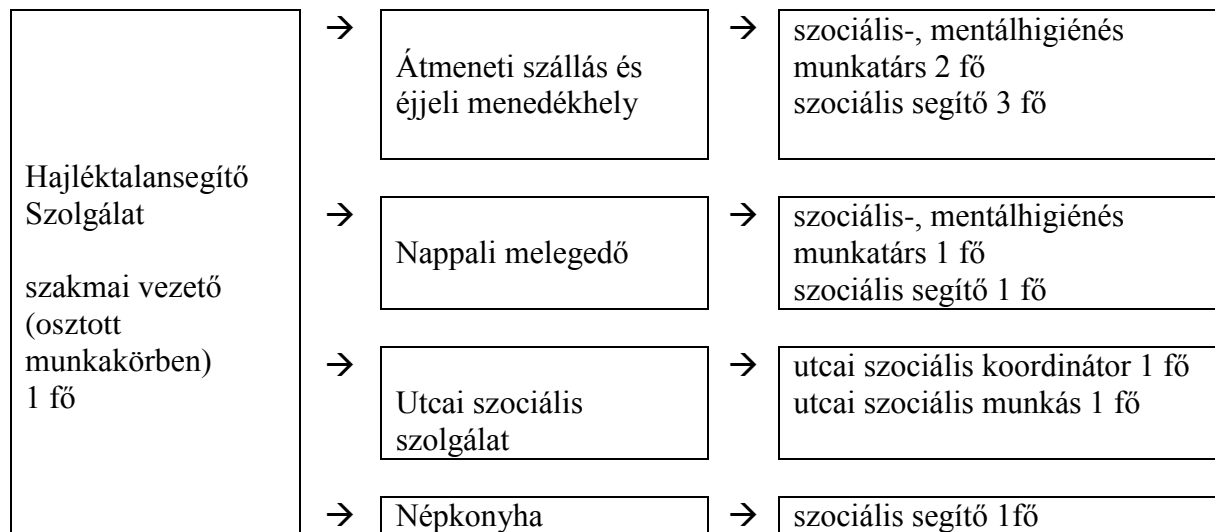 Hajléktalansegítő
Szolgálat
szakmai vezető
(osztott
munkakörben)
1 fő
→
Átmeneti szállás és
éjjeli menedékhely
→
szociális-, mentálhigiénés
munkatárs 2 fő
szociális segítő 3 fő
→
Nappali melegedő
→
szociális-, mentálhigiénés
munkatárs 1 fő
szociális segítő 1 fő
→
Utcai szociális
szolgálat
→
utcai szociális koordinátor 1 fő
utcai szociális munkás 1 fő
→
Népkonyha
→
szociális segítő 1fő